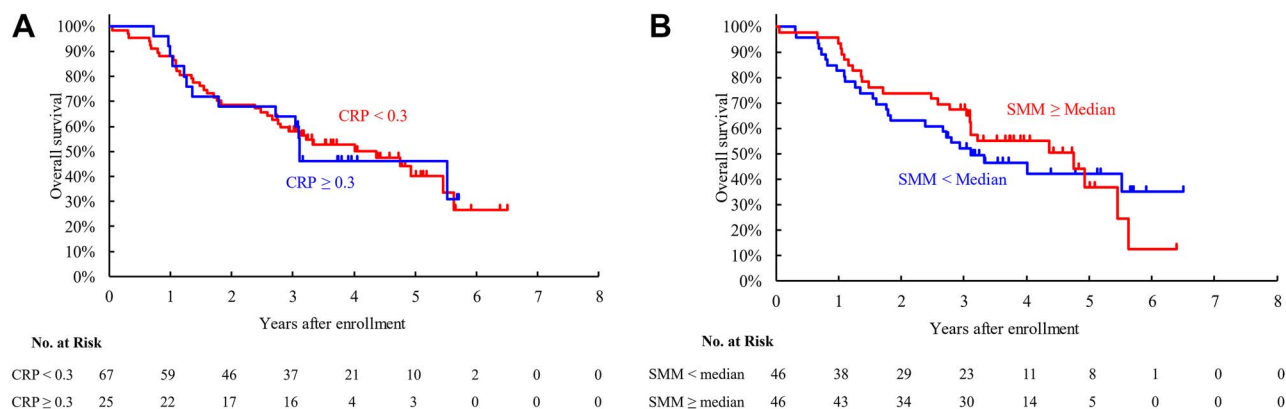 A
Overall survival
100%
90%
80%
70%
60%
50%
40%
30%
20%
10%
0%
CRP < 0.3
CRP ≥ 0.3
0 1 2 3 4 5 6 7 8
Years after enrollment
No. at Risk
CRP < 0.3 67 59 46 37 21 10 2 0 0
CRP ≥ 0.3 25 22 17 16 4 3 0 0 0
B
Overall survival
100%
90%
80%
70%
60%
50%
40%
30%
20%
10%
0%
SMM ≥ Median
SMM < Median
0 1 2 3 4 5 6 7 8
Years after enrollment
No. at Risk
SMM < median 46 38 29 23 11 8 1 0 0
SMM ≥ median 46 43 34 30 14 5 0 0 0